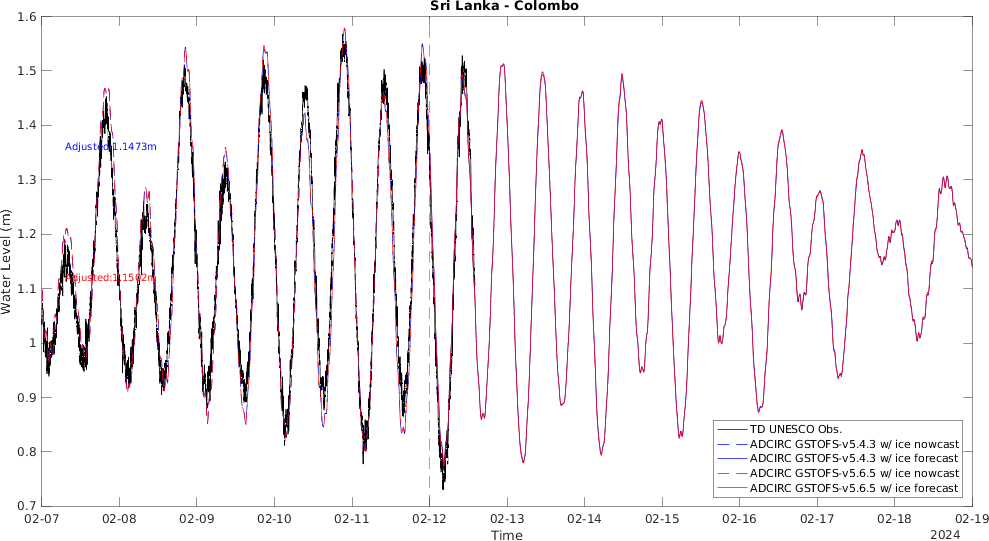 Sri Lanka - Colombo
1.6
1.5
1.4
1.3
1.2
1.1
1
0.9
0.8
0.7
Water Level (m)
Adjusted:1.1473m
Adjusted:1.1502m
TD UNESCO Obs.
ADCIRC GSTOFS-v5.4.3 w/ ice nowcast
ADCIRC GSTOFS-v5.4.3 w/ ice forecast
ADCIRC GSTOFS-v5.6.5 w/ ice nowcast
ADCIRC GSTOFS-v5.6.5 w/ ice forecast
02-07 02-08 02-09 02-10 02-11 02-12 02-13 02-14 02-15 02-16 02-17 02-18 02-19
Time
2024